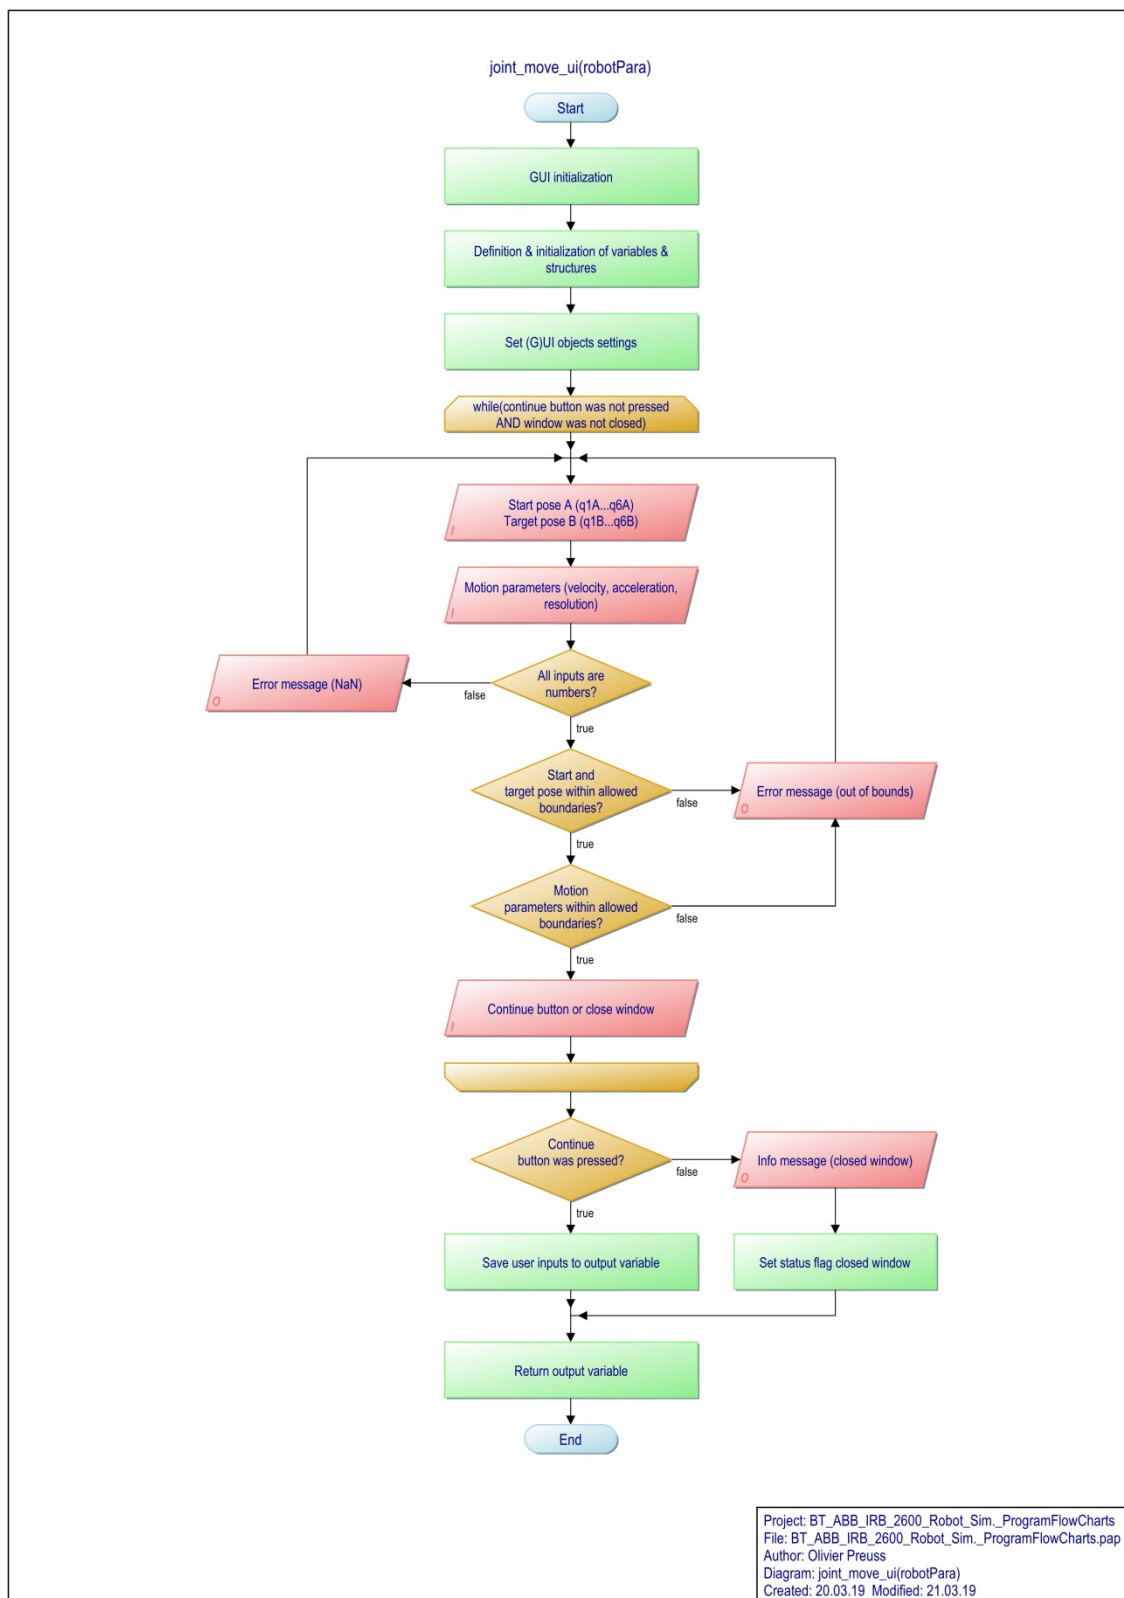 joint_move_ui(robotPara)
Start
GUI initialization
Definition & initialization of variables &
structures
Set (G)UI objects settings
while(continue button was not pressed
AND window was not closed)
Start pose A (q1A...q6A)
Target pose B (q1B...q6B)
I
Motion parameters (velocity, acceleration,
resolution)
I
All inputs are
numbers?
false
Error message (NaN)
O
true
Start and
target pose within allowed
boundaries?
false
Error message (out of bounds)
O
true
Motion
parameters within allowed
boundaries?
false
true
Continue button or close window
I
Continue
button was pressed?
false
Info message (closed window)
O
true
Save user inputs to output variable
Set status flag closed window
Return output variable
End
Project: BT_ABB_IRB_2600_Robot_Sim._ProgramFlowCharts
File: BT_ABB_IRB_2600_Robot_Sim._ProgramFlowCharts.pap
Author: Olivier Preuss
Diagram: joint_move_ui(robotPara)
Created: 20.03.19 Modified: 21.03.19